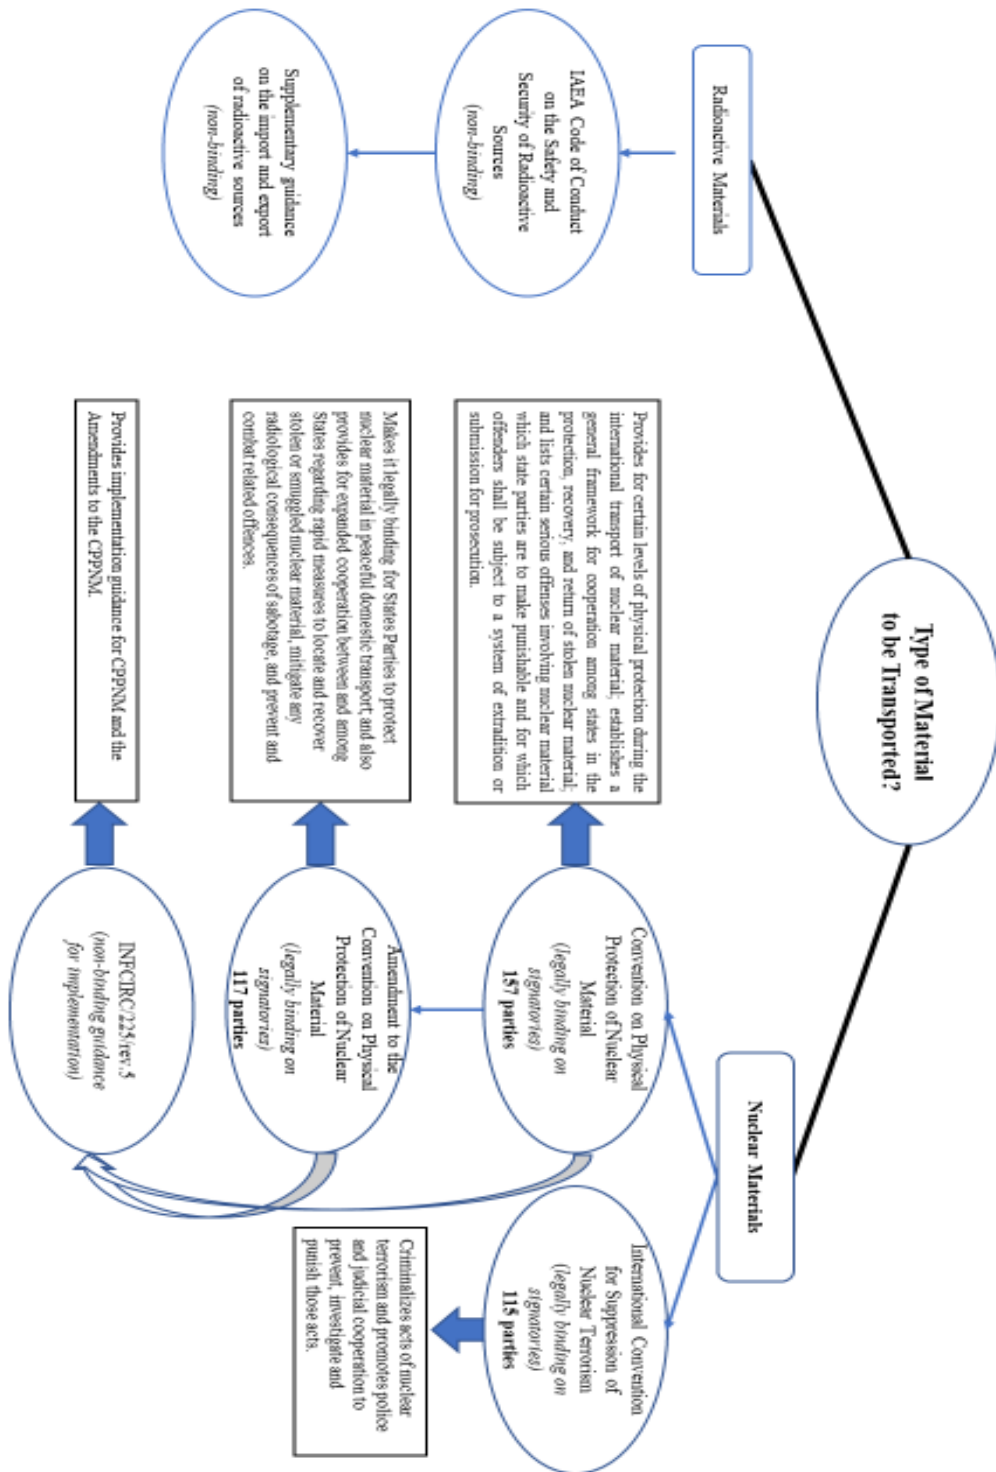 Type of Material
to be Transported?
Radioactive Materials
Nuclear Materials
IAEA Code of Conduct
on the Safety and
Security of Radioactive
Sources
(non-binding)
Supplementary guidance
on the import and export
of radioactive sources
(non-binding)
Convention on Physical
Protection of Nuclear
Material
(legally binding on
signatories)
157 parties
International Convention
for Suppression of
Nuclear Terrorism
(legally binding on
signatories)
115 parties
Provides for certain levels of physical protection during the
international transport of nuclear material; establishes a
general framework for cooperation among states in the
protection, recovery, and return of stolen nuclear material;
and lists certain serious offenses involving nuclear material
which state parties are to make punishable and for which
offenders shall be subject to a system of extradition or
submission for prosecution.
Amendment to the
Convention on Physical
Protection of Nuclear
Material
(legally binding on
signatories)
117 parties
Makes it legally binding for States Parties to protect
nuclear material in peaceful domestic transport, and also
provides for expanded cooperation between and among
States regarding rapid measures to locate and recover
stolen or smuggled nuclear material, mitigate any
radiological consequences of sabotage, and prevent and
combat related offences.
Criminalizes acts of nuclear
terrorism and promotes police
and judicial cooperation to
prevent, investigate and
punish those acts.
INFCIRC/225/rev.5
(non-binding guidance
for implementation)
Provides implementation guidance for CPPNM and the
Amendments to the CPPNM.